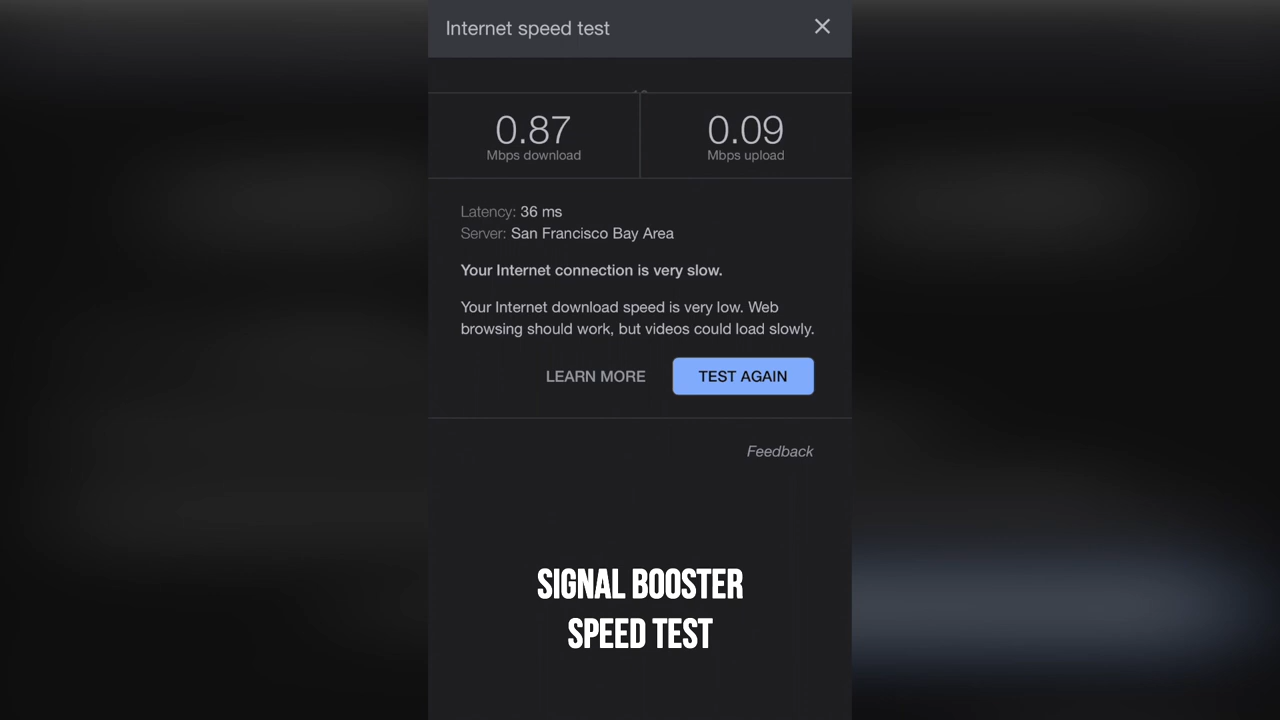 Internet speed test
0.87
Mbps download
0.09
Mbps upload
Latency: 36 ms
Server: San Francisco Bay Area
Your Internet connection is very slow.
Your Internet download speed is very low. Web
browsing should work, but videos could load slowly.
LEARN MORE
TEST AGAIN
Feedback
SIGNAL BOOSTER
SPEED TEST